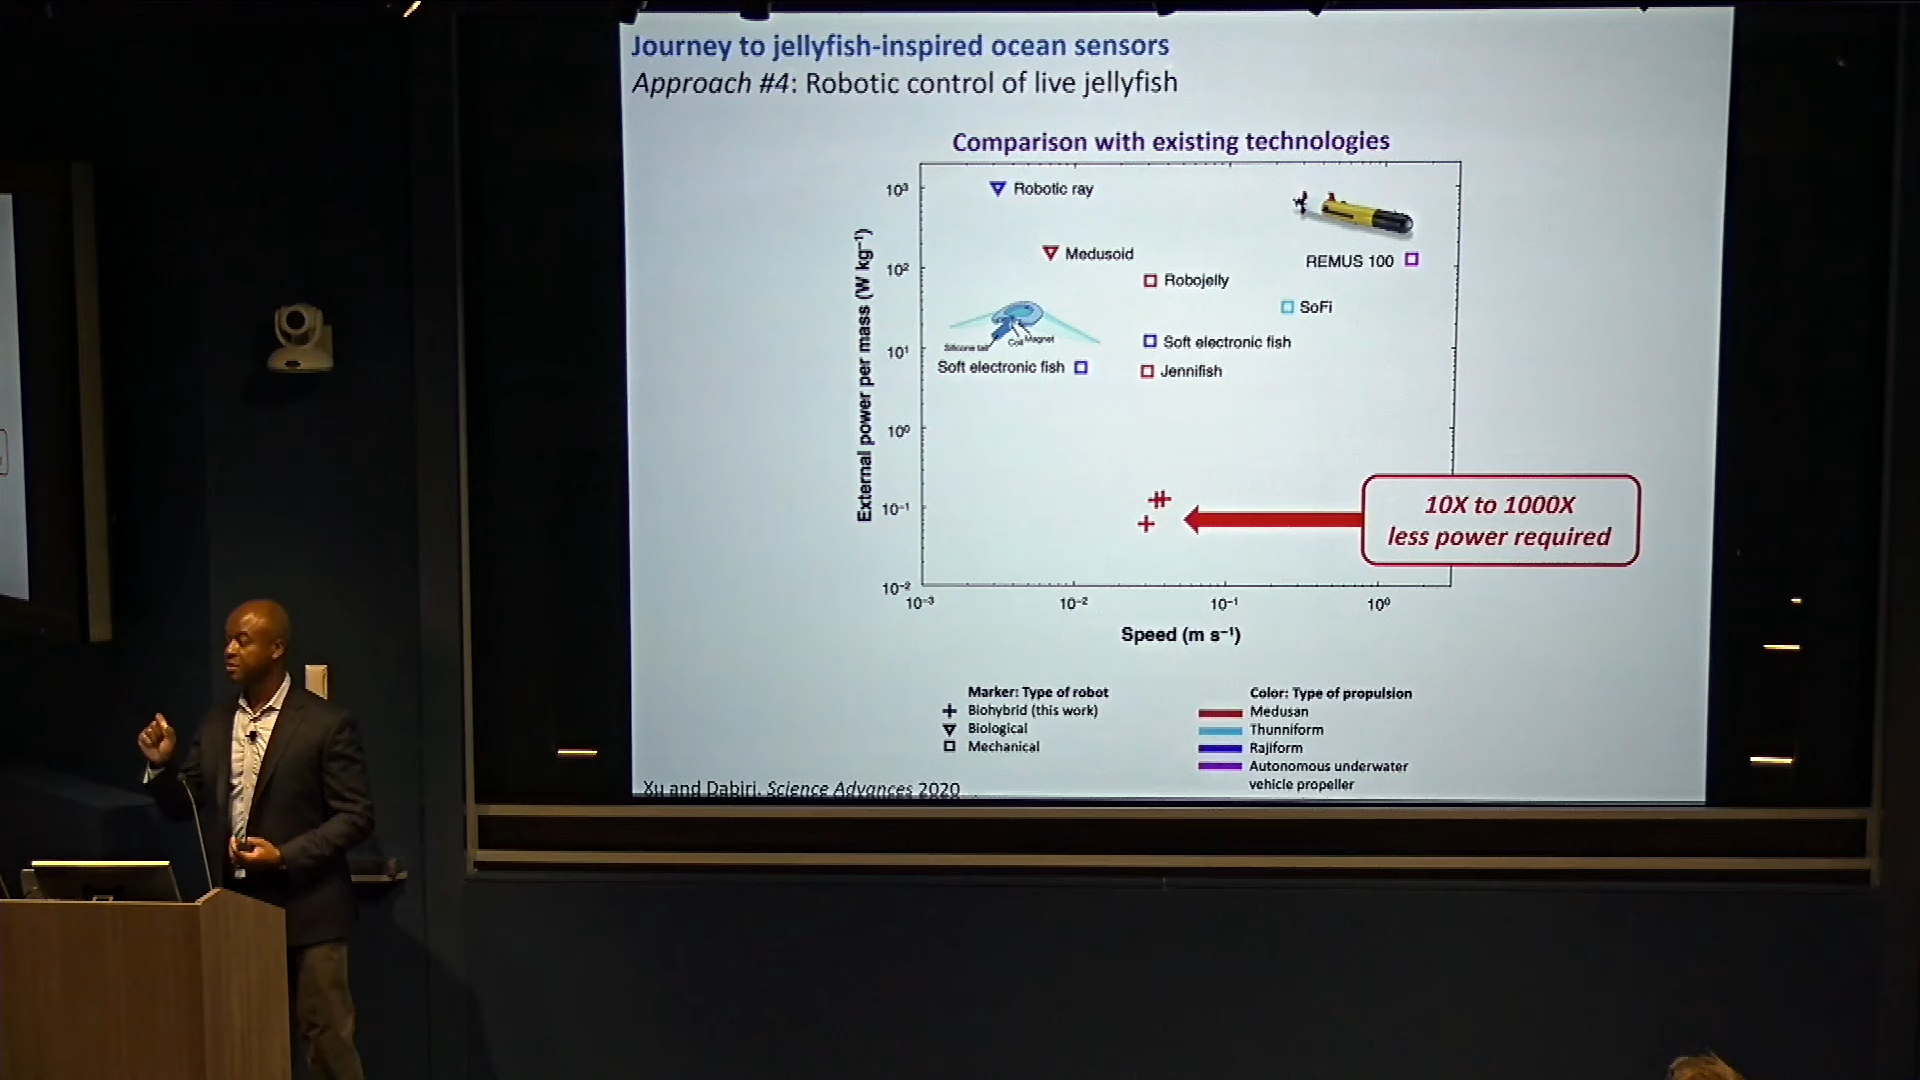 Journey to jellyfish-inspired ocean sensors
Approach #4: Robotic control of live jellyfish
Comparison with existing technologies
External power per mass (W kg⁻¹)
10³
10²
10¹
10⁰
10⁻¹
10⁻²
Robotic ray
Medusoid
Robojelly
REMUS 100
SoFi
Silicone tail
Coil
Magnet
Soft electronic fish
Soft electronic fish
Jennifish
10X to 1000X
less power required
10⁻³
10⁻²
10⁻¹
10⁰
Speed (m s⁻¹)
Marker: Type of robot
Biohybrid (this work)
Biological
Mechanical
Color: Type of propulsion
Medusan
Thunniform
Rajiform
Autonomous underwater
vehicle propeller
Xu and Dabiri, Science Advances 2020